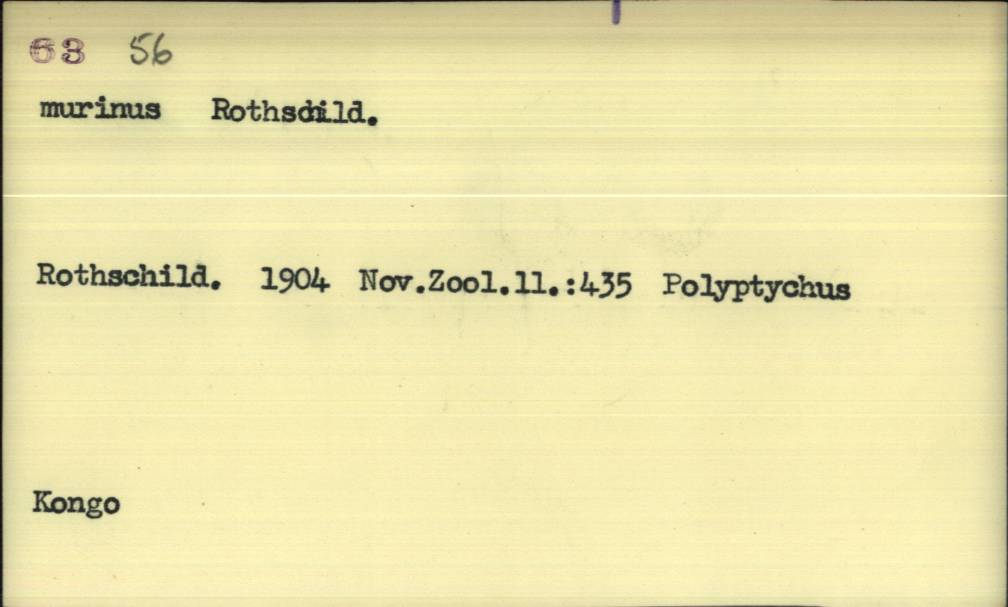 63 56
murinus Rothschild.
Rothschild. 1904 Nov.Zool.11.:435 Polyptychus
Kongo